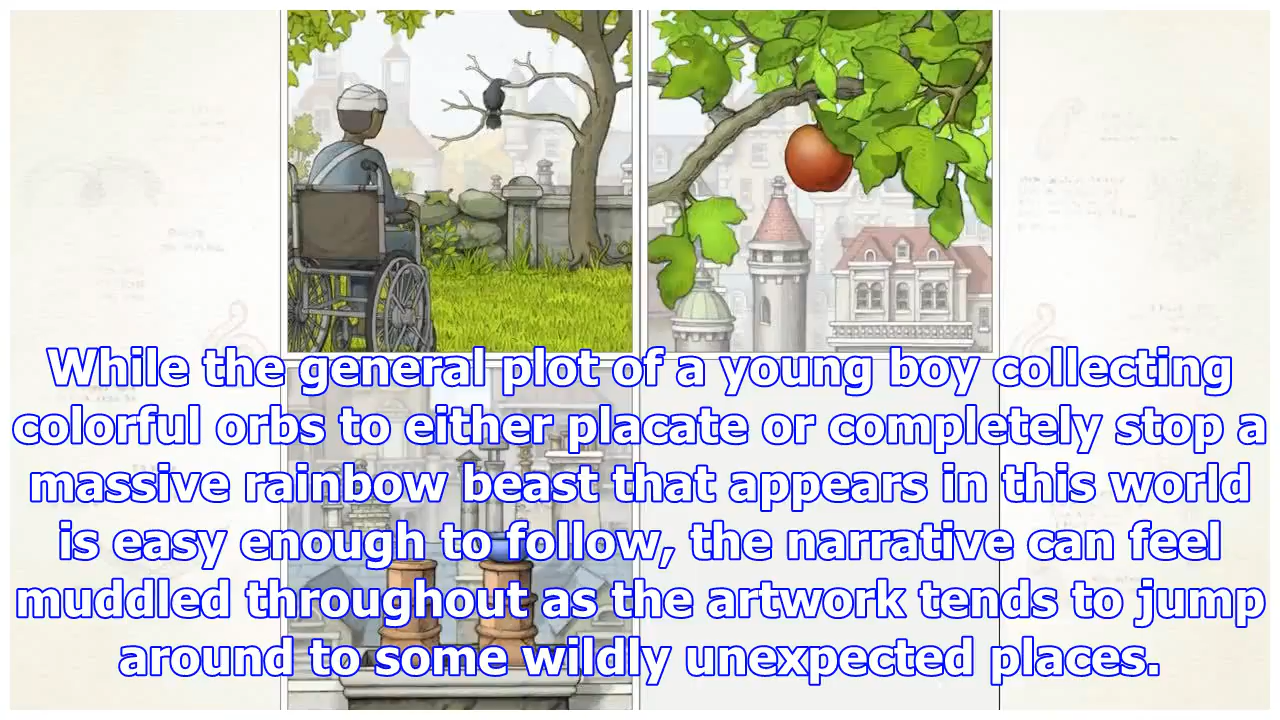 While the general plot of a young boy collecting
colorful orbs to either placate or completely stop a
massive rainbow beast that appears in this world
is easy enough to follow, the narrative can feel
muddled throughout as the artwork tends to jump
around to some wildly unexpected places.